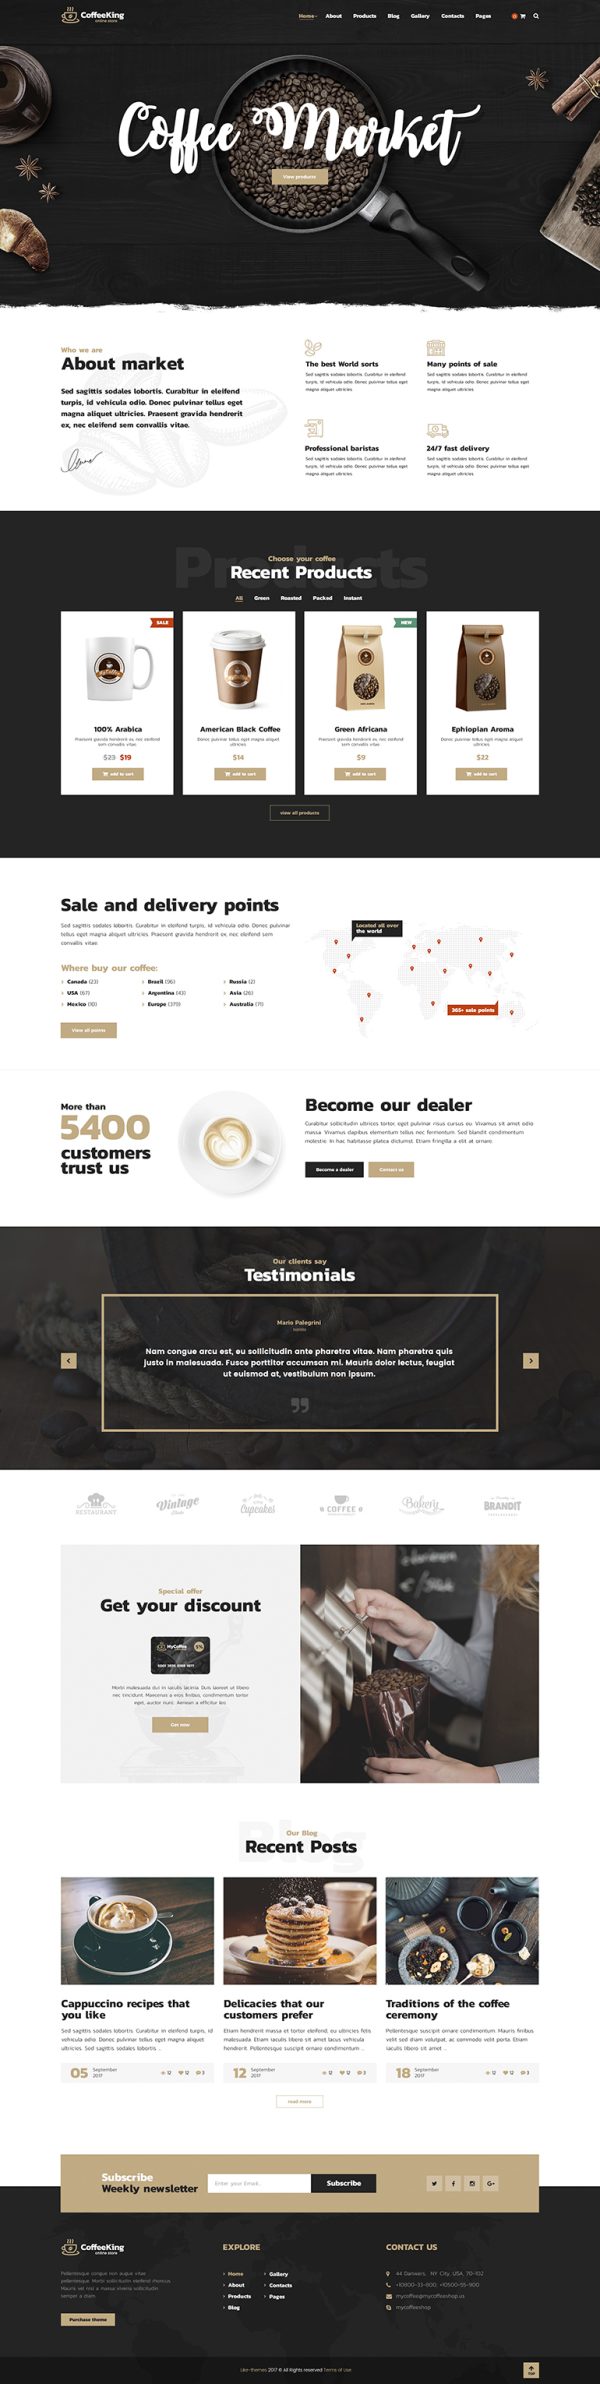 CoffeeKing
online store
Home About Products Blog Gallery Contacts Pages
Coffee Market
View products
Who we are
About market
Sed sagittis sodales lobortis. Curabitur in eleifend
turpis, id vehicula odio. Donec pulvinar tellus eget
magna aliquet ultricies. Praesent gravida hendrerit
ex, nec eleifend sem convallis vitae.
The best World sorts
Sed sagittis sodales lobortis. Curabitur in eleifend
turpis, id vehicula odio. Donec pulvinar tellus eget
magna aliquet ultricies.
Many points of sale
Sed sagittis sodales lobortis. Curabitur in eleifend
turpis, id vehicula odio. Donec pulvinar tellus eget
magna aliquet ultricies.
Professional baristas
Sed sagittis sodales lobortis. Curabitur in eleifend
turpis, id vehicula odio. Donec pulvinar tellus eget
magna aliquet ultricies.
24/7 fast delivery
Sed sagittis sodales lobortis. Curabitur in eleifend
turpis, id vehicula odio. Donec pulvinar tellus eget
magna aliquet ultricies.
Products
Choose your coffee
Recent Products
All Green Roasted Packed Instant
SALE
100% Arabica
Praesent gravida hendrerit ex, nec eleifend
sem convallis vitae
$23 $19
add to cart
American Black Coffee
Donec pulvinar tellus eget magna aliquet
ultricies
$14
add to cart
NEW
Green Africana
Praesent gravida hendrerit ex, nec eleifend
sem convallis vitae
$9
add to cart
Ephiopian Aroma
Donec pulvinar tellus eget magna aliquet
ultricies
$22
add to cart
view all products
Sale and delivery points
Sed sagittis sodales lobortis. Curabitur in eleifend turpis, id vehicula odio. Donec pulvinar
tellus eget magna aliquet ultricies. Praesent gravida hendrerit ex, nec eleifend sem
convallis vitae.
Where buy our coffee:
Canada (23) Brazil (96) Russia (2)
USA (67) Argentina (43) Asia (26)
Mexico (10) Europe (379) Australia (71)
View all points
Located all over
the world
365+ sale points
More than
5400
customers
trust us
Become our dealer
Curabitur sollicitudin ultrices tortor, eget pulvinar risus cursus eu. Vivamus sit amet odio
massa. Vivamus dapibus elementum tellus nec fermentum. Sed blandit condimentum
molestie. In hac habitasse platea dictumst. Etiam fringilla a elit at ornare.
Become a dealer
Contact us
Our clients say
Testimonials
Mario Palegrini
Nam congue arcu est, eu sollicitudin ante pharetra vitae. Nam pharetra quis
justo in malesuada. Fusce porttitor accumsan mi. Mauris dolor lectus, feugiat
ut euismod at, vestibulum non ipsum.
RESTAURANT
Vintage
Cupcakes
COFFEE
Bakery
BRANDIT
Special offer
Get your discount
MyCoffee
5%
Morbi malesuada dui in iaculis lacinia. Duis laoreet ut libero
nec tincidunt. Maecenas a eros finibus, condimentum tortor
eget, auctor nunc. Aenean a efficitur leo.
Get now
Blog
Our Blog
Recent Posts
Cappuccino recipes that
you like
Sed sagittis sodales lobortis. Curabitur in eleifend turpis, id
vehicula odio. Donec pulvinar tellus eget magna aliquet
ultricies. Sed sagittis sodales lobortis ...
05 September 2017 12 12 3
Delicacies that our
customers prefer
Etiam hendrerit massa et tortor eleifend, eu ultricies felis
malesuada. Etiam iaculis libero sit amet lacus vehicula
hendrerit. Pellentesque suscipit ornare condimentum ...
12 September 2017 12 12 3
Traditions of the coffee
ceremony
Pellentesque suscipit ornare condimentum. Mauris finibus
velit sed diam volutpat, ac commodo velit porta. Etiam
iaculis libero sit amet ...
18 September 2017 12 12 3
read more
Subscribe
Weekly newsletter
Enter your Email...
Subscribe
CoffeeKing
online store
Pellentesque congue non augue vitae
pellentesque. Morbi sollicitudin eleifend rhoncus.
Mauris vel nisl a massa viverra sollicitudin
semper a diam.
Purchase theme
EXPLORE
Home Gallery
About Contacts
Products Pages
Blog
CONTACT US
44 Danwers, NY City, USA, 70-102
+10800-33-800; +10500-55-900
mycoffee@mycoffeeshop.us
mycoffeeshop
Like-themes 2017 © All Rights reserved Terms of Use
TOP